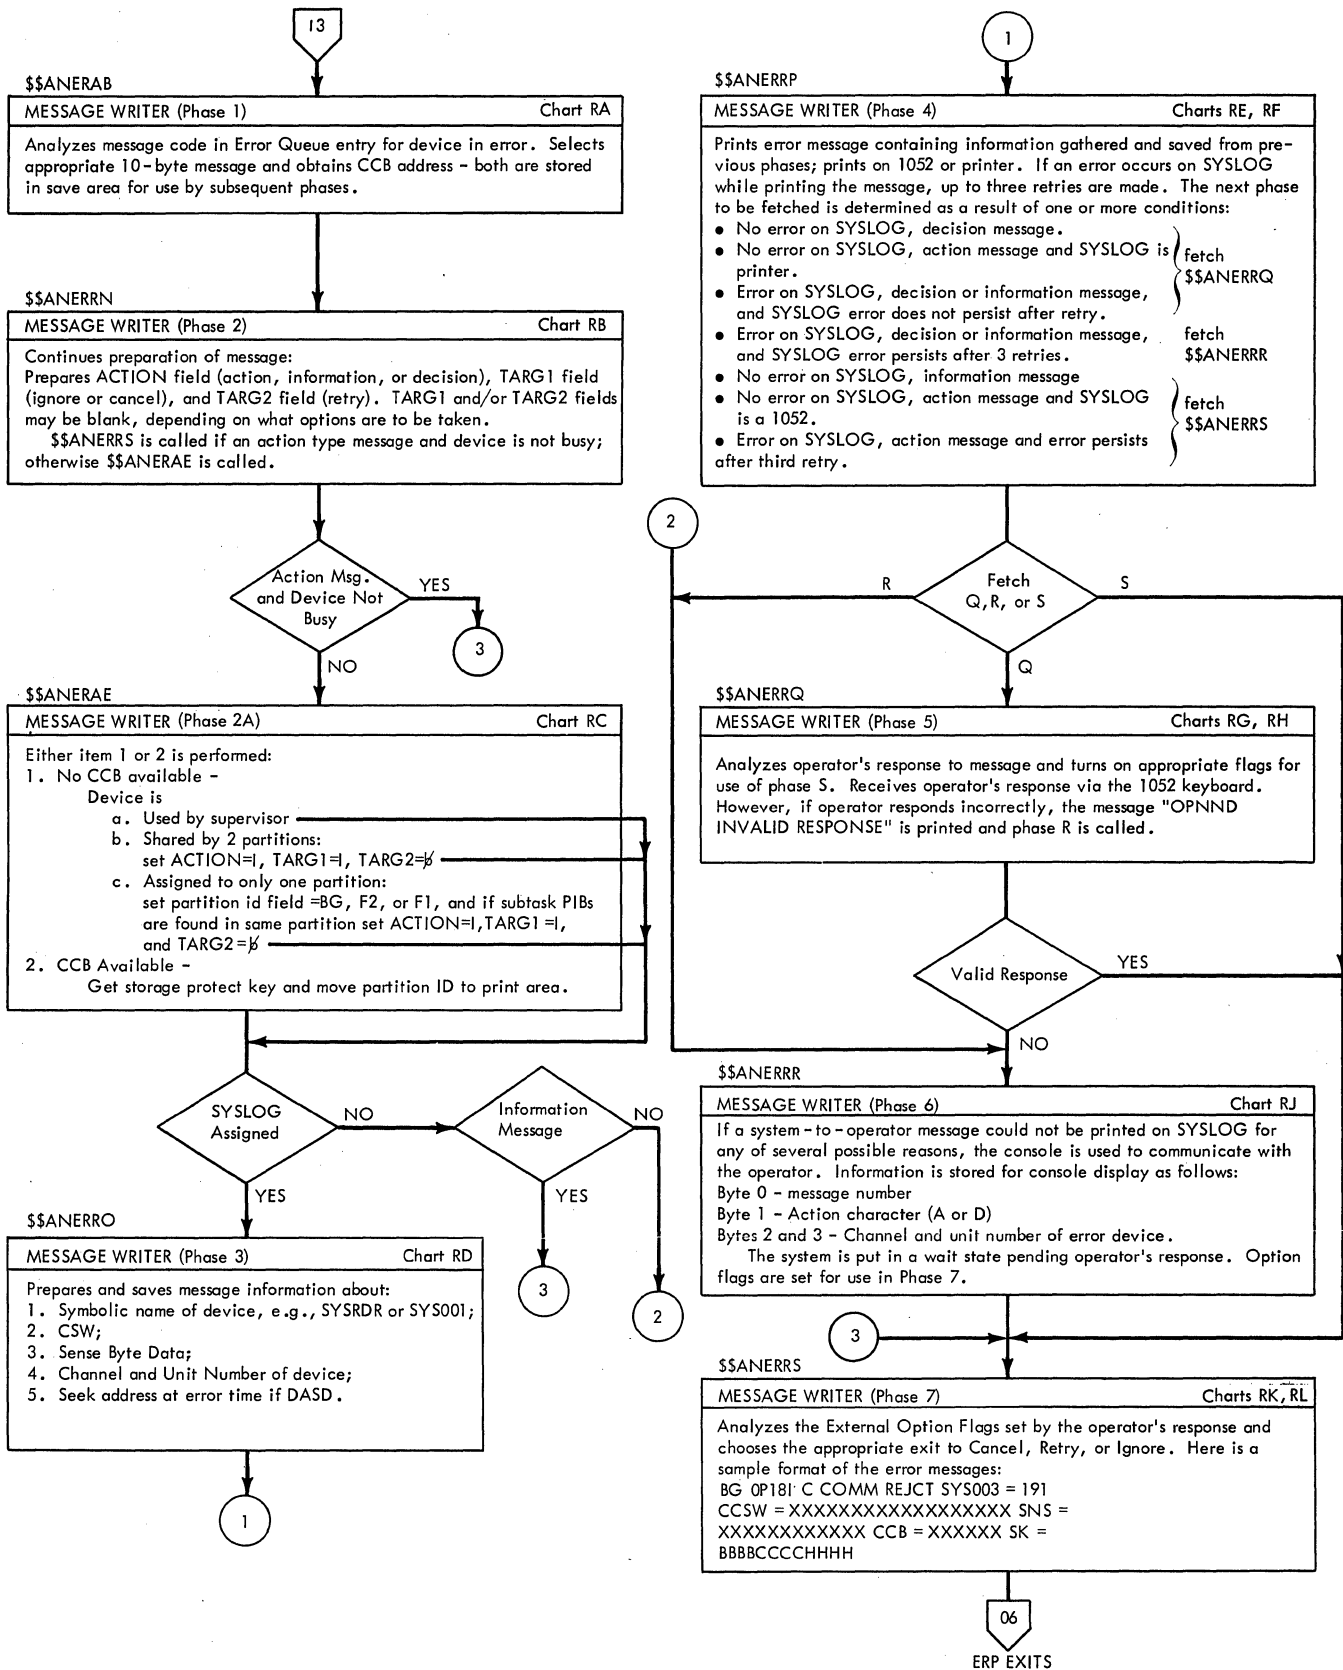 13
$$ANERAB
MESSAGE WRITER (Phase 1) Chart RA
Analyzes message code in Error Queue entry for device in error. Selects
appropriate 10-byte message and obtains CCB address - both are stored
in save area for use by subsequent phases.
$$ANERRN
MESSAGE WRITER (Phase 2) Chart RB
Continues preparation of message:
Prepares ACTION field (action, information, or decision), TARG1 field
(ignore or cancel), and TARG2 field (retry). TARG1 and/or TARG2 fields
may be blank, depending on what options are to be taken.
$$ANERRS is called if an action type message and device is not busy;
otherwise $$ANERAE is called.
Action Msg.
and Device Not
Busy
YES
3
NO
$$ANERAE
MESSAGE WRITER (Phase 2A) Chart RC
Either item 1 or 2 is performed:
1. No CCB available -
Device is
a. Used by supervisor
b. Shared by 2 partitions:
set ACTION=I, TARG1=I, TARG2=b̸
c. Assigned to only one partition:
set partition id field =BG, F2, or F1, and if subtask PIBs
are found in same partition set ACTION=I,TARG1 =I,
and TARG2=b̸
2. CCB Available -
Get storage protect key and move partition ID to print area.
SYSLOG
Assigned
NO
Information
Message
NO
YES
YES
3
2
$$ANERRO
MESSAGE WRITER (Phase 3) Chart RD
Prepares and saves message information about:
1. Symbolic name of device, e.g., SYSRDR or SYS001;
2. CSW;
3. Sense Byte Data;
4. Channel and Unit Number of device;
5. Seek address at error time if DASD.
1
1
$$ANERRP
MESSAGE WRITER (Phase 4) Charts RE, RF
Prints error message containing information gathered and saved from pre-
vious phases; prints on 1052 or printer. If an error occurs on SYSLOG
while printing the message, up to three retries are made. The next phase
to be fetched is determined as a result of one or more conditions:
• No error on SYSLOG, decision message.
• No error on SYSLOG, action message and SYSLOG is
printer.
• Error on SYSLOG, decision or information message,
and SYSLOG error does not persist after retry.
fetch
$$ANERRQ
• Error on SYSLOG, decision or information message,
and SYSLOG error persists after 3 retries.
fetch
$$ANERRR
• No error on SYSLOG, information message
• No error on SYSLOG, action message and SYSLOG
is a 1052.
• Error on SYSLOG, action message and error persists
after third retry.
fetch
$$ANERRS
2
R
Fetch
Q,R, or S
S
Q
$$ANERRQ
MESSAGE WRITER (Phase 5) Charts RG, RH
Analyzes operator's response to message and turns on appropriate flags for
use of phase S. Receives operator's response via the 1052 keyboard.
However, if operator responds incorrectly, the message "OPNND
INVALID RESPONSE" is printed and phase R is called.
Valid Response
YES
NO
$$ANERRR
MESSAGE WRITER (Phase 6) Chart RJ
If a system-to-operator message could not be printed on SYSLOG for
any of several possible reasons, the console is used to communicate with
the operator. Information is stored for console display as follows:
Byte 0 - message number
Byte 1 - Action character (A or D)
Bytes 2 and 3 - Channel and unit number of error device.
The system is put in a wait state pending operator's response. Option
flags are set for use in Phase 7.
3
$$ANERRS
MESSAGE WRITER (Phase 7) Charts RK, RL
Analyzes the External Option Flags set by the operator's response and
chooses the appropriate exit to Cancel, Retry, or Ignore. Here is a
sample format of the error messages:
BG 0P18I C COMM REJCT SYS003 = 191
CCSW = XXXXXXXXXXXXXXXXXX SNS =
XXXXXXXXXXXX CCB = XXXXXX SK =
BBBBCCCCHHHH
06
ERP EXITS